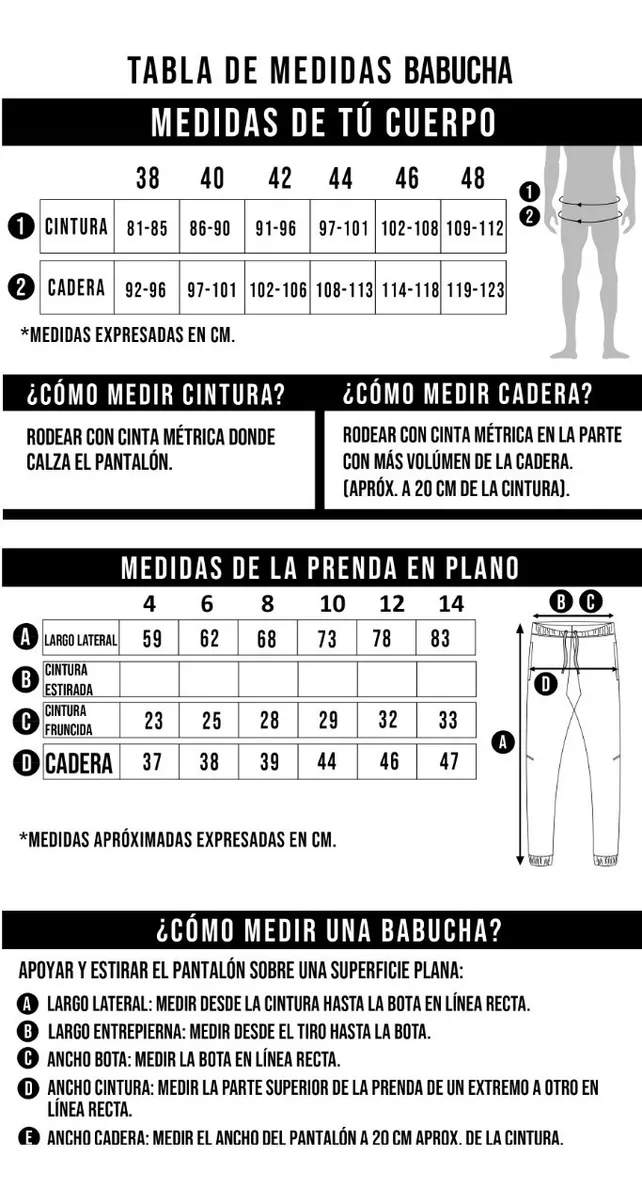 TABLA DE MEDIDAS BABUCHA
MEDIDAS DE TÚ CUERPO
38 40 42 44 46 48
1 CINTURA 81-85 86-90 91-96 97-101 102-108 109-112
2 CADERA 92-96 97-101 102-106 108-113 114-118 119-123
1
2
*MEDIDAS EXPRESADAS EN CM.
¿CÓMO MEDIR CINTURA?
RODEAR CON CINTA MÉTRICA DONDE
CALZA EL PANTALÓN.
¿CÓMO MEDIR CADERA?
RODEAR CON CINTA MÉTRICA EN LA PARTE
CON MÁS VOLÚMEN DE LA CADERA.
(APRÓX. A 20 CM DE LA CINTURA).
MEDIDAS DE LA PRENDA EN PLANO
4 6 8 10 12 14
A LARGO LATERAL 59 62 68 73 78 83
B CINTURA
ESTIRADA
C CINTURA
FRUNCIDA 23 25 28 29 32 33
D CADERA 37 38 39 44 46 47
B C
D
A
*MEDIDAS APRÓXIMADAS EXPRESADAS EN CM.
¿CÓMO MEDIR UNA BABUCHA?
APOYAR Y ESTIRAR EL PANTALÓN SOBRE UNA SUPERFICIE PLANA:
A LARGO LATERAL: MEDIR DESDE LA CINTURA HASTA LA BOTA EN LÍNEA RECTA.
B LARGO ENTREPIERNA: MEDIR DESDE EL TIRO HASTA LA BOTA.
C ANCHO BOTA: MEDIR LA BOTA EN LÍNEA RECTA.
D ANCHO CINTURA: MEDIR LA PARTE SUPERIOR DE LA PRENDA DE UN EXTREMO A OTRO EN
LÍNEA RECTA.
E ANCHO CADERA: MEDIR EL ANCHO DEL PANTALÓN A 20 CM APROX. DE LA CINTURA.